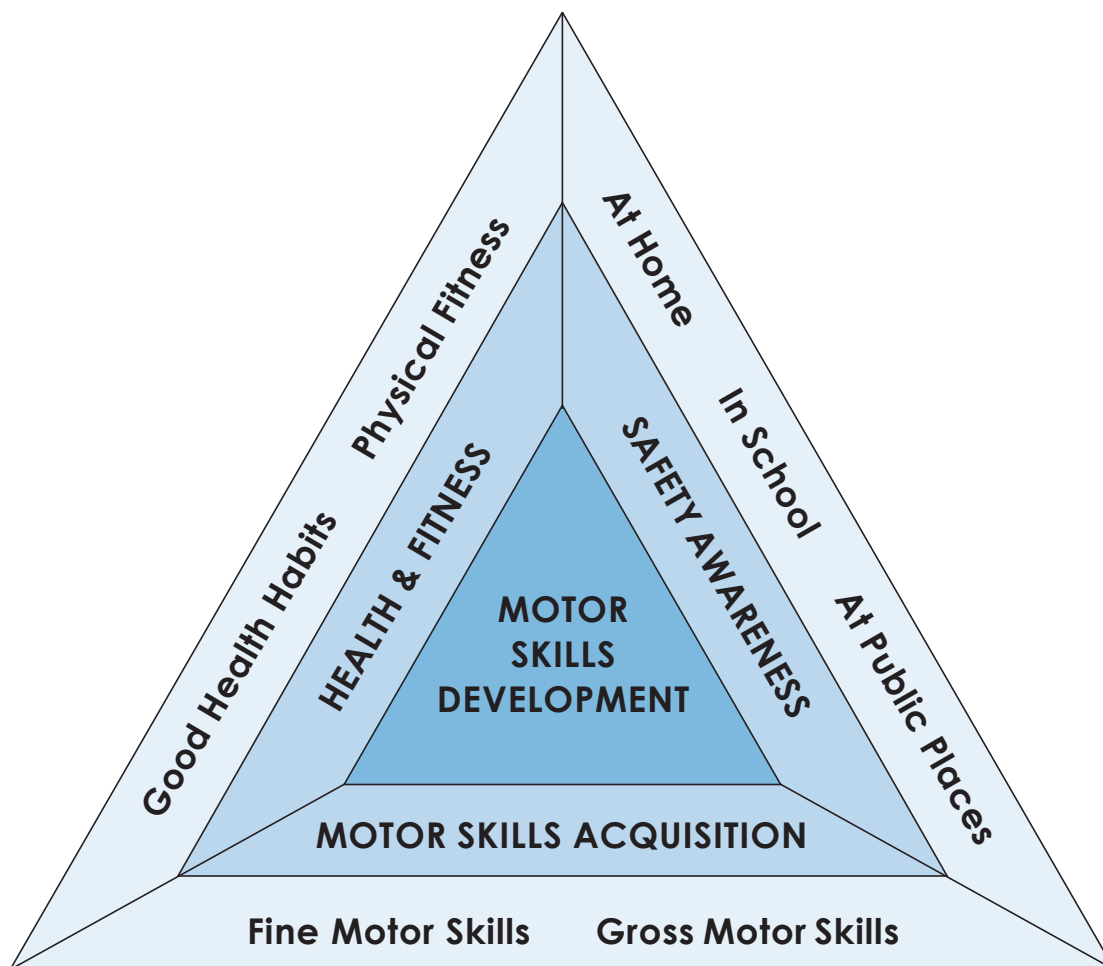 At Home
Physical Fitness
In School
SAFETY AWARENESS
HEALTH & FITNESS
Good Health Habits
At Public Places
MOTOR
SKILLS
DEVELOPMENT
MOTOR SKILLS ACQUISITION
Fine Motor Skills
Gross Motor Skills